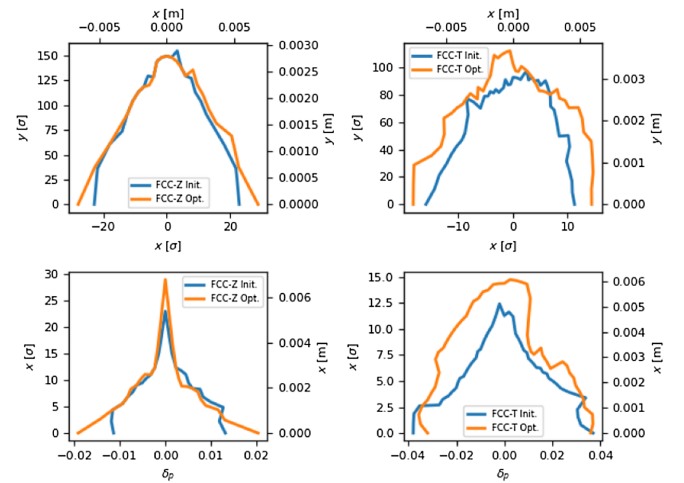 x [m]
−0.005 0.000 0.005
150
125
100
75
50
25
0
y [σ]
0.0030
0.0025
0.0020
0.0015
0.0010
0.0005
0.0000
y [m]
FCC-Z Init.
FCC-Z Opt.
−20 0 20
x [σ]
x [m]
−0.005 0.000 0.005
100
80
60
40
20
0
y [σ]
0.003
0.002
0.001
0.000
y [m]
FCC-T Init.
FCC-T Opt.
−10 0 10
x [σ]
30
25
20
15
10
5
0
x [σ]
0.006
0.004
0.002
0.000
x [m]
FCC-Z Init.
FCC-Z Opt.
−0.02 −0.01 0.00 0.01 0.02
δp
15.0
12.5
10.0
7.5
5.0
2.5
0.0
x [σ]
0.006
0.005
0.004
0.003
0.002
0.001
0.000
x [m]
FCC-T Init.
FCC-T Opt.
−0.04 −0.02 0.00 0.02 0.04
δp